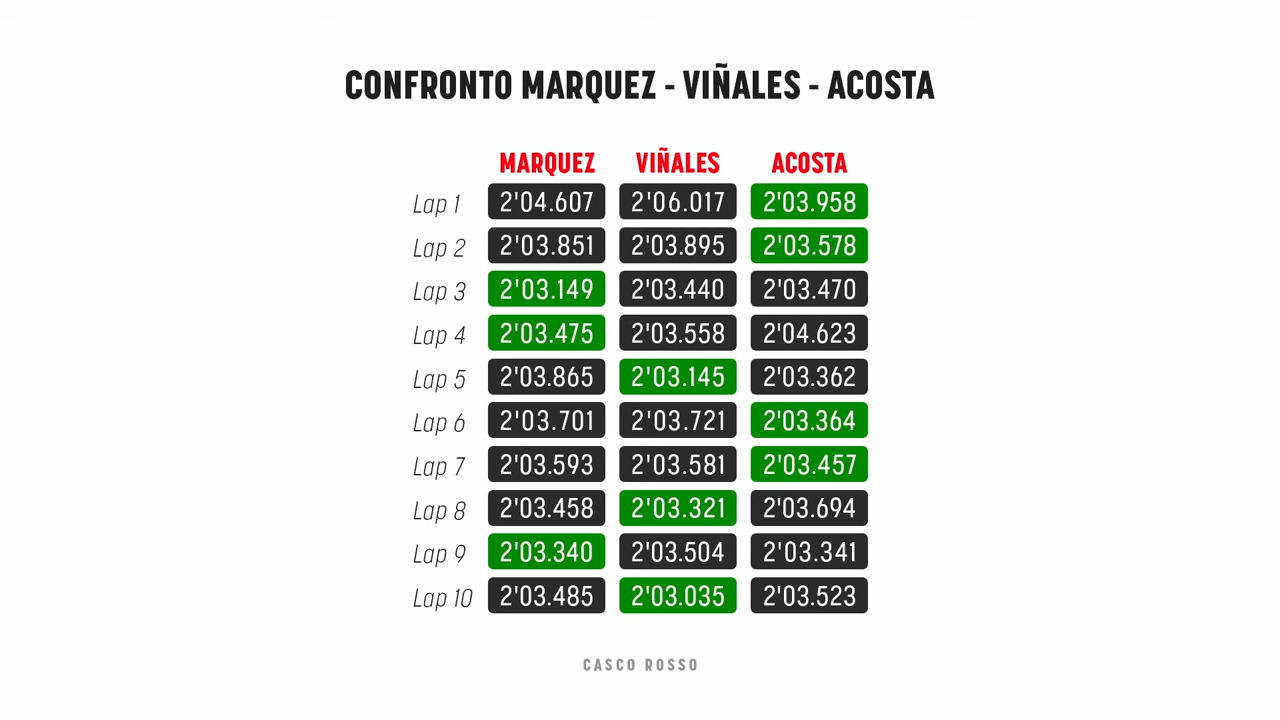 CONFRONTO MARQUEZ - VIÑALES - ACOSTA
MARQUEZ VIÑALES ACOSTA
Lap 1 2'04.607 2'06.017 2'03.958
Lap 2 2'03.851 2'03.895 2'03.578
Lap 3 2'03.149 2'03.440 2'03.470
Lap 4 2'03.475 2'03.558 2'04.623
Lap 5 2'03.865 2'03.145 2'03.362
Lap 6 2'03.701 2'03.721 2'03.364
Lap 7 2'03.593 2'03.581 2'03.457
Lap 8 2'03.458 2'03.321 2'03.694
Lap 9 2'03.340 2'03.504 2'03.341
Lap 10 2'03.485 2'03.035 2'03.523
CASCO ROSSO